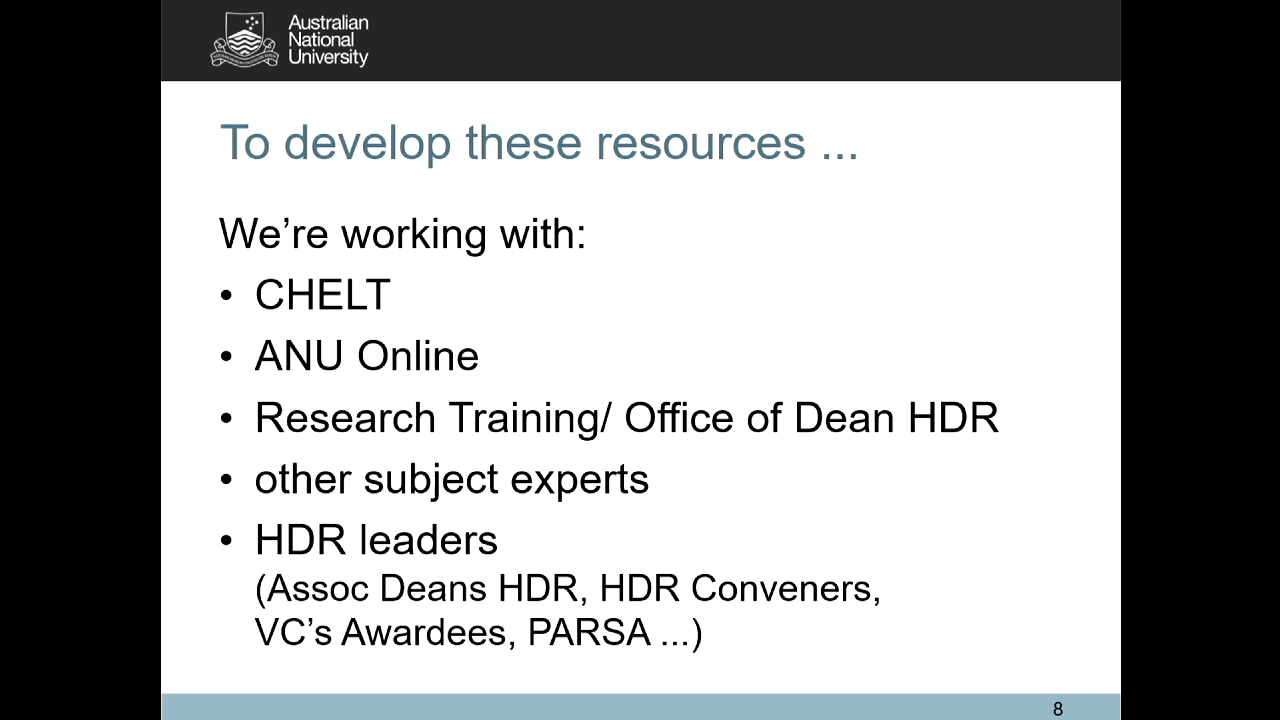 Australian
National
University
To develop these resources ...
We're working with:
• CHELT
• ANU Online
• Research Training/ Office of Dean HDR
• other subject experts
• HDR leaders
(Assoc Deans HDR, HDR Conveners,
VC's Awardees, PARSA ...)
8